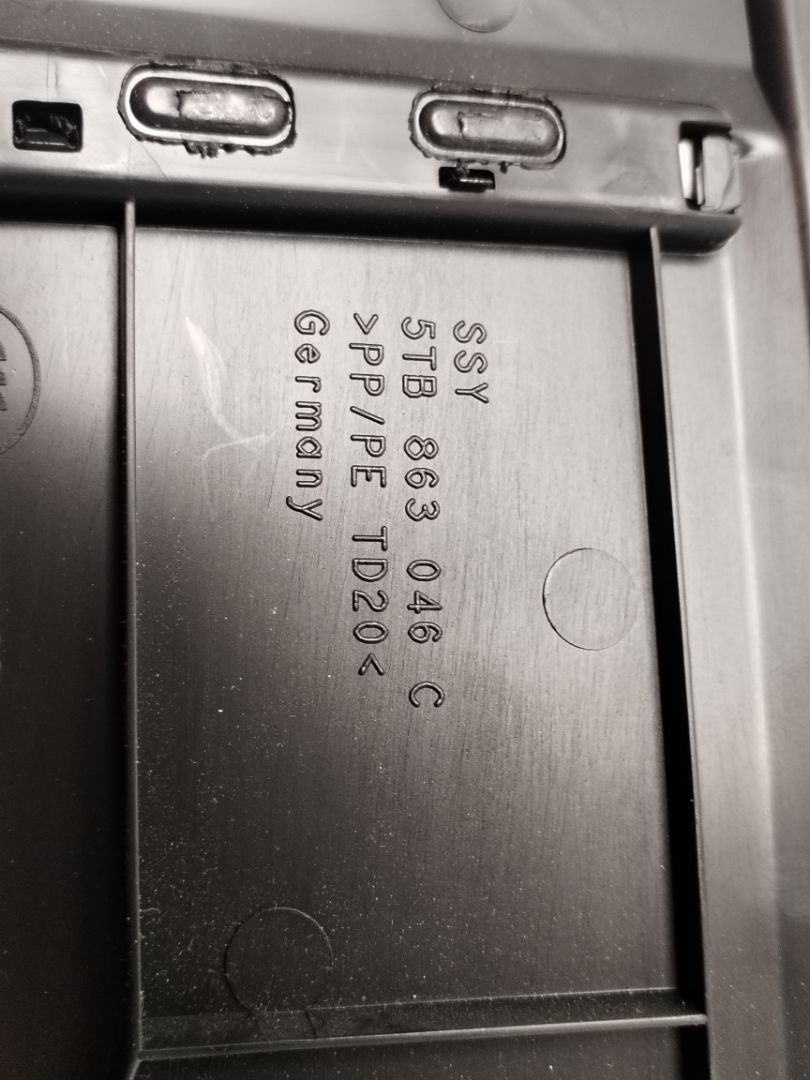 SSY
5TB 863 046 C
>PP/PE TD20<
Germany